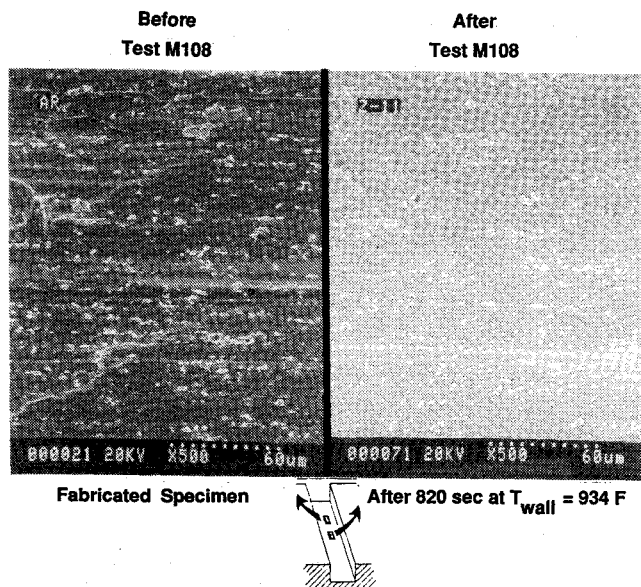 Before
Test M108
After
Test M108
AR
000021 20KV X500 60um
000071 20KV X500 60um
Fabricated Specimen
After 820 sec at Twall = 934 F